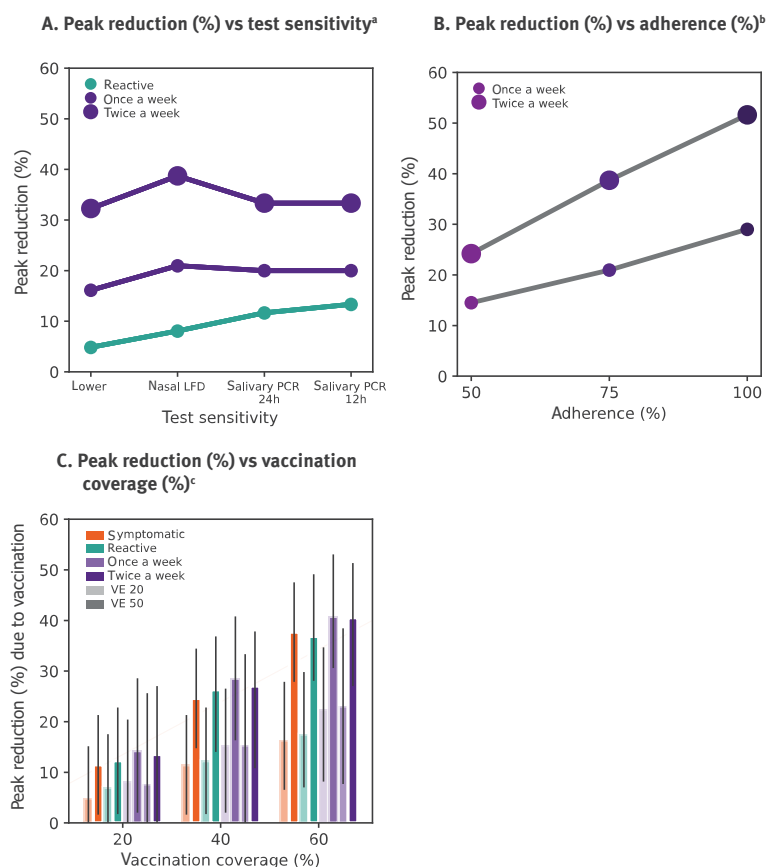 A. Peak reduction (%) vs test sensitivityᵃ
60
50
40
30
20
10
0
Peak reduction (%)
Reactive
Once a week
Twice a week
Lower
Nasal LFD
Salivary PCR
24h
Salivary PCR
12h
Test sensitivity
B. Peak reduction (%) vs adherence (%)ᵇ
60
50
40
30
20
10
0
Peak reduction (%)
Once a week
Twice a week
50
75
100
Adherence (%)
C. Peak reduction (%) vs vaccination
coverage (%)ᶜ
60
50
40
30
20
10
0
Peak reduction (%) due to vaccination
Symptomatic
Reactive
Once a week
Twice a week
VE 20
VE 50
20
40
60
Vaccination coverage (%)